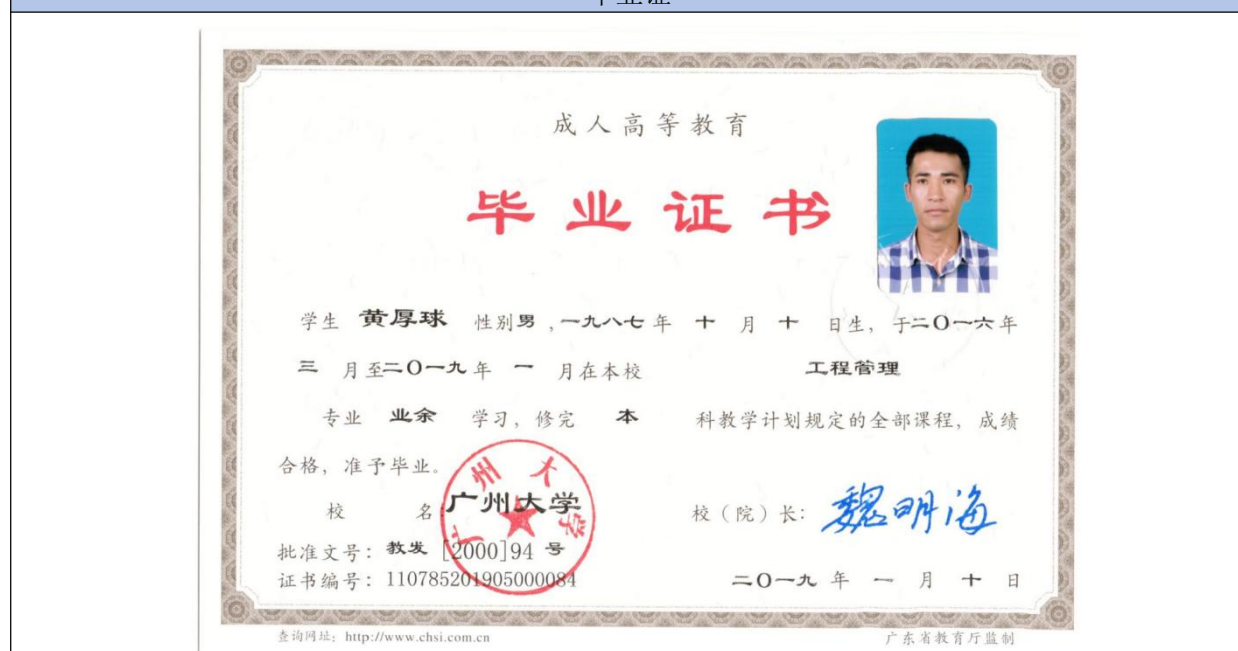 毕业证
成人高等教育
毕业证书
学生 黄厚球 性别 男 ,一九八七 年 十 月 十 日生, 于二〇一六年
三 月至二〇一九 年 一 月在本校 工程管理
专业 业余 学习, 修完 本 科教学计划规定的全部课程, 成绩
合格, 准予毕业。
校 名: 广州大学 校（院）长: 魏明海
广州大学
批准文号: 教发 [2000]94 号
证书编号: 110785201905000084 二〇一九 年 一 月 十 日
查询网址: http://www.chsi.com.cn 广东省教育厅监制